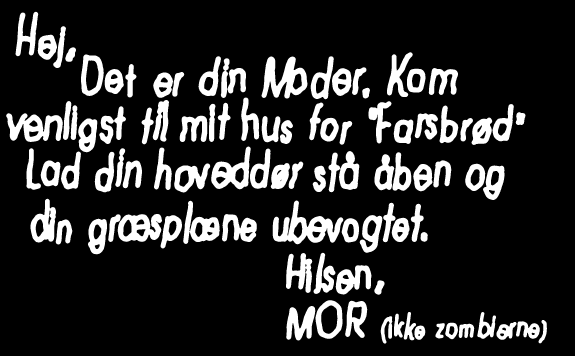 Hej,
Det er din Moder. Kom
venligst til mit hus for "Farsbrød"
Lad din hoveddør stå åben og
din græsplæne ubevogtet.
Hilsen,
MOR (ikke zombierne)